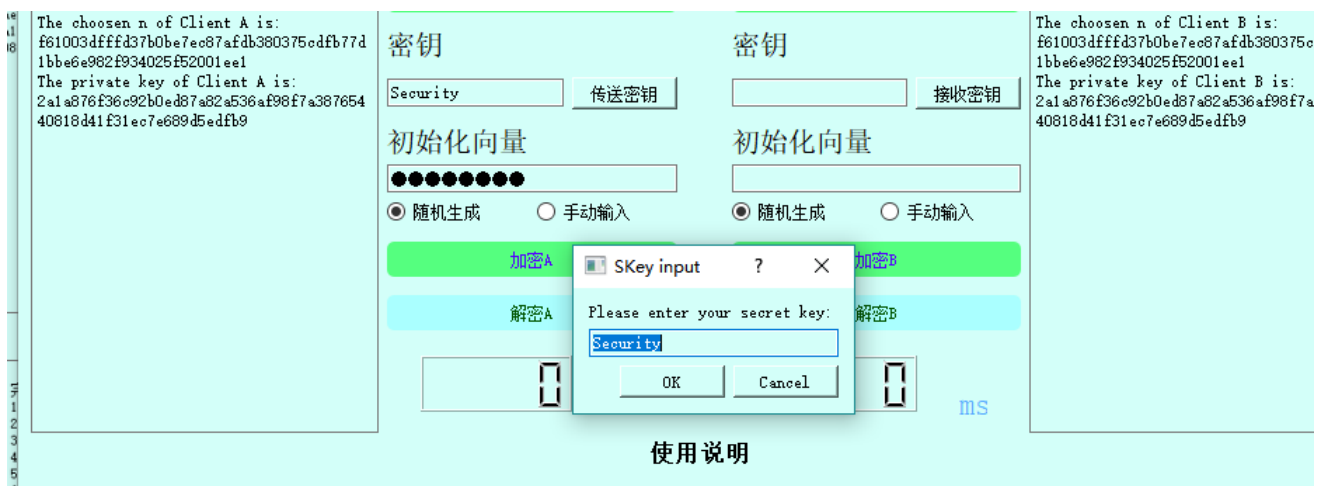 The choosen n of Client A is:
f61003dfffd37b0be7ec87afdb380375cdfb77d
1bbe6e982f934025f52001ee1
The private key of Client A is:
2a1a876f36c92b0ed87a82a536af98f7a387654
40818d41f31ec7e689d5edfb9
密钥
Security
传送密钥
初始化向量
随机生成
手动输入
加密A
解密A
0
密钥
接收密钥
初始化向量
随机生成
手动输入
加密B
解密B
0
ms
SKey input
?
Please enter your secret key:
Security
OK
Cancel
使用说明
The choosen n of Client B is:
f61003dfffd37b0be7ec87afdb380375c
1bbe6e982f934025f52001ee1
The private key of Client B is:
2a1a876f36c92b0ed87a82a536af98f7a
40818d41f31ec7e689d5edfb9